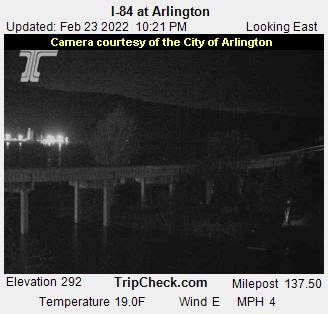 I-84 at Arlington
Updated: Feb 23 2022 10:21 PM Looking East
Camera courtesy of the City of Arlington
Elevation 292 TripCheck.com Milepost 137.50
Temperature 19.0F Wind E MPH 4